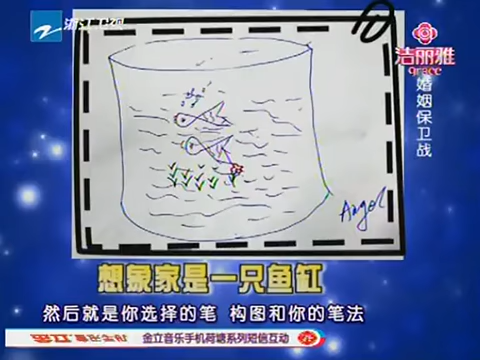 浙江卫视
洁丽雅
grace
婚姻保卫战
想象家是一只鱼缸
然后就是你选择的笔 构图和你的笔法
金立音乐手机荷塘系列短信互动